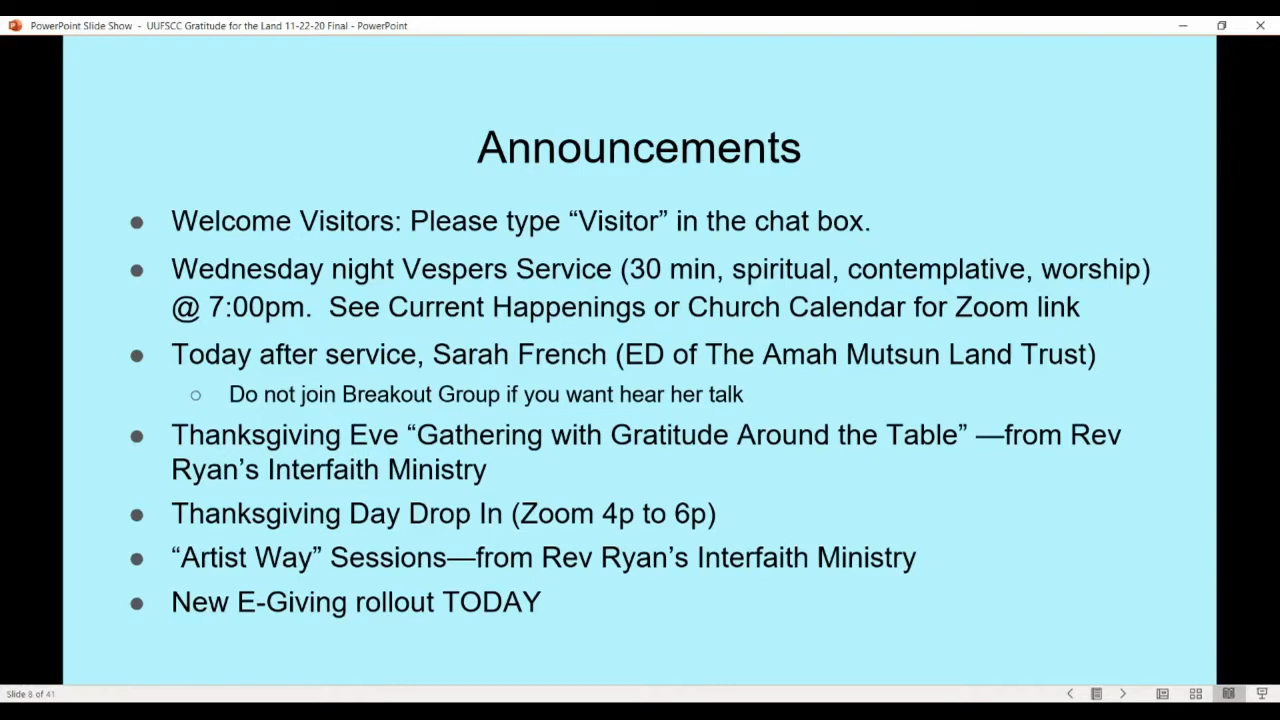 PowerPoint Slide Show - UUFSCC Gratitude for the Land 11-22-20 Final - PowerPoint
Announcements
● Welcome Visitors: Please type “Visitor” in the chat box.
● Wednesday night Vespers Service (30 min, spiritual, contemplative, worship)
@ 7:00pm.  See Current Happenings or Church Calendar for Zoom link
● Today after service, Sarah French (ED of The Amah Mutsun Land Trust)
○ Do not join Breakout Group if you want hear her talk
● Thanksgiving Eve “Gathering with Gratitude Around the Table” —from Rev
Ryan’s Interfaith Ministry
● Thanksgiving Day Drop In (Zoom 4p to 6p)
● “Artist Way” Sessions—from Rev Ryan’s Interfaith Ministry
● New E-Giving rollout TODAY
Slide 8 of 41